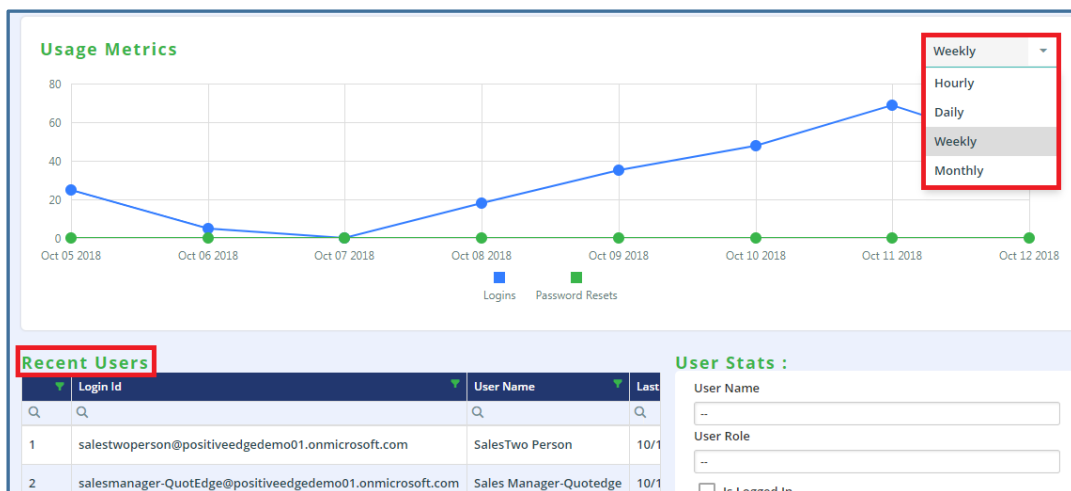 Usage Metrics
Weekly
Hourly
Daily
Weekly
Monthly
80
60
40
20
0
Oct 05 2018 Oct 06 2018 Oct 07 2018 Oct 08 2018 Oct 09 2018 Oct 10 2018 Oct 11 2018 Oct 12 2018
Logins Password Resets
Recent Users
Login Id User Name Last
1 salestwoperson@positiveedgedemo01.onmicrosoft.com SalesTwo Person 10/1
2 salesmanager-QuotEdge@positiveedgedemo01.onmicrosoft.com Sales Manager-Quotedge 10/1
User Stats :
User Name
--
User Role
--
Is Logged In